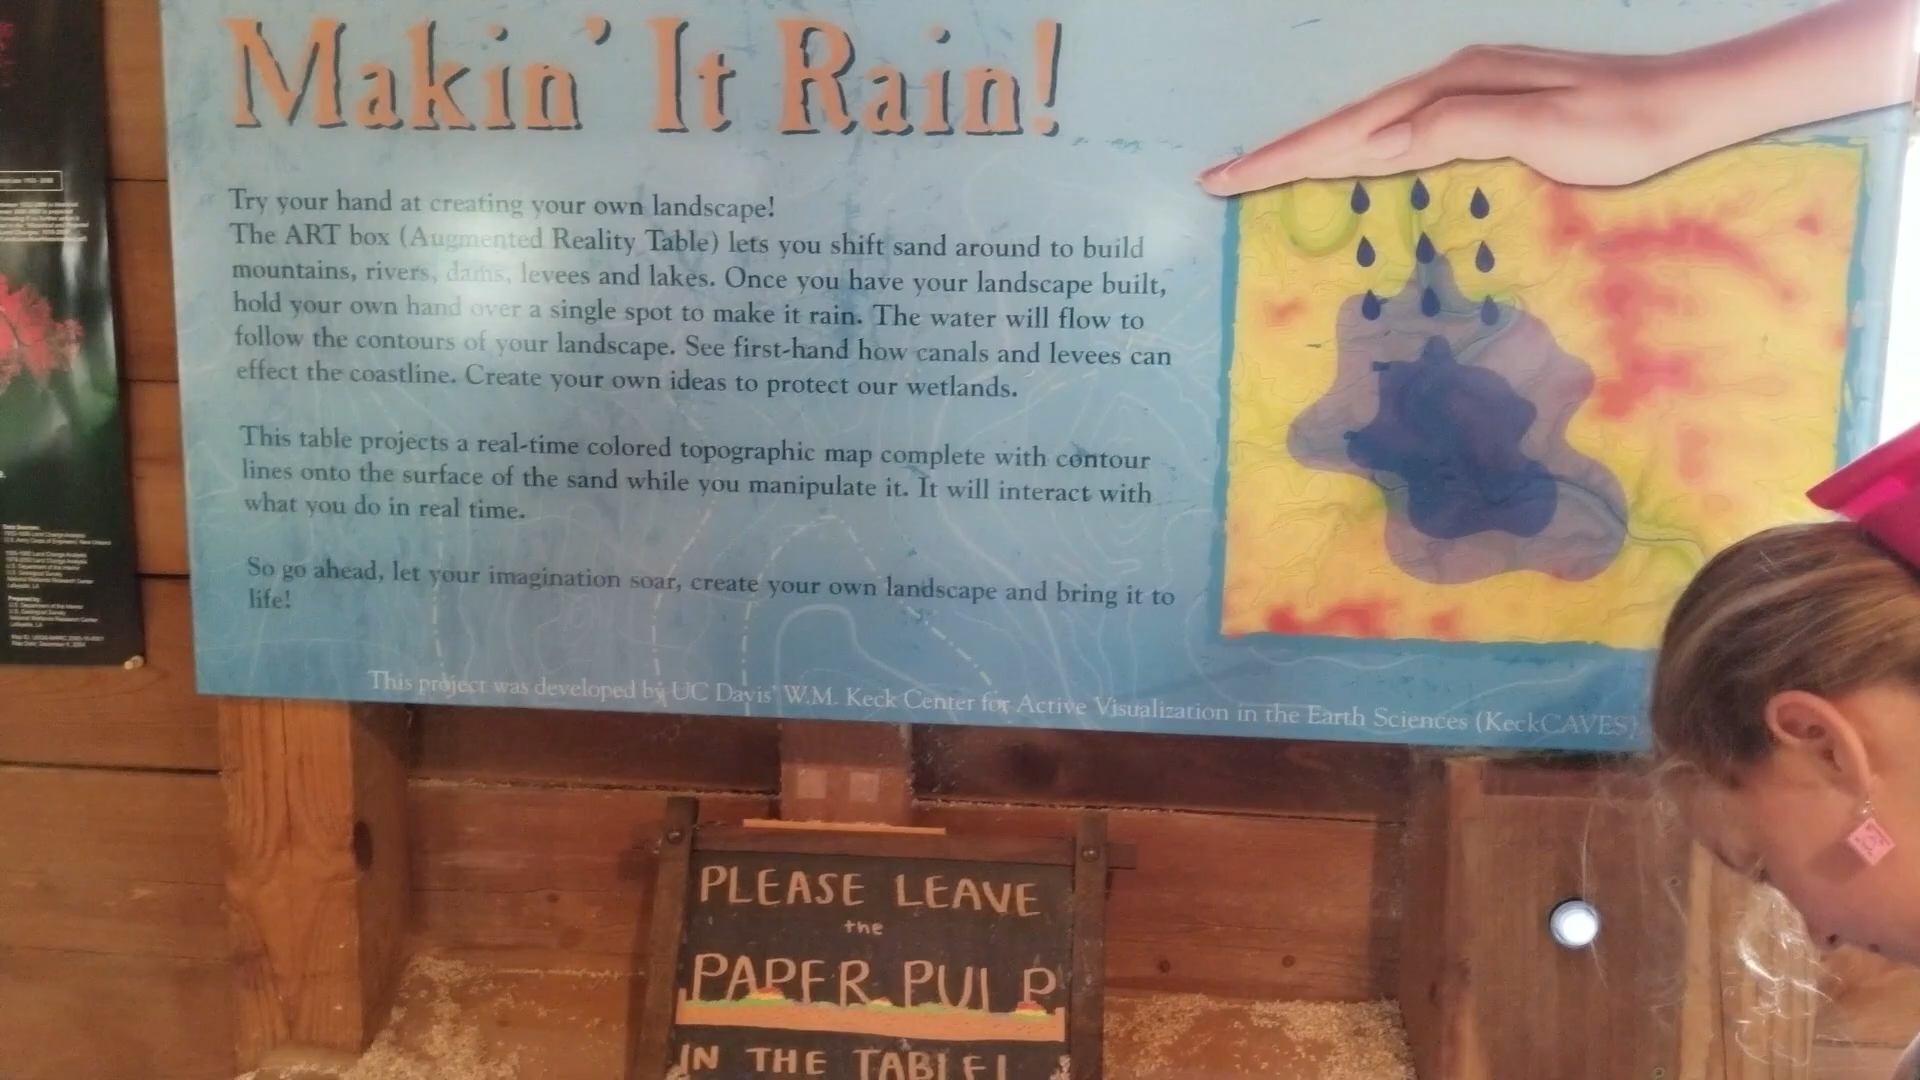 Makin' It Rain!
Try your hand at creating your own landscape!
The ART box (Augmented Reality Table) lets you shift sand around to build
mountains, rivers, dams, levees and lakes. Once you have your landscape built,
hold your own hand over a single spot to make it rain. The water will flow to
follow the contours of your landscape. See first-hand how canals and levees can
effect the coastline. Create your own ideas to protect our wetlands.
This table projects a real-time colored topographic map complete with contour
lines onto the surface of the sand while you manipulate it. It will interact with
what you do in real time.
So go ahead, let your imagination soar, create your own landscape and bring it to
life!
This project was developed by UC Davis' W.M. Keck Center for Active Visualization in the Earth Sciences (KeckCAVES)
PLEASE LEAVE
the
PAPER PULP
IN THE TABLE!